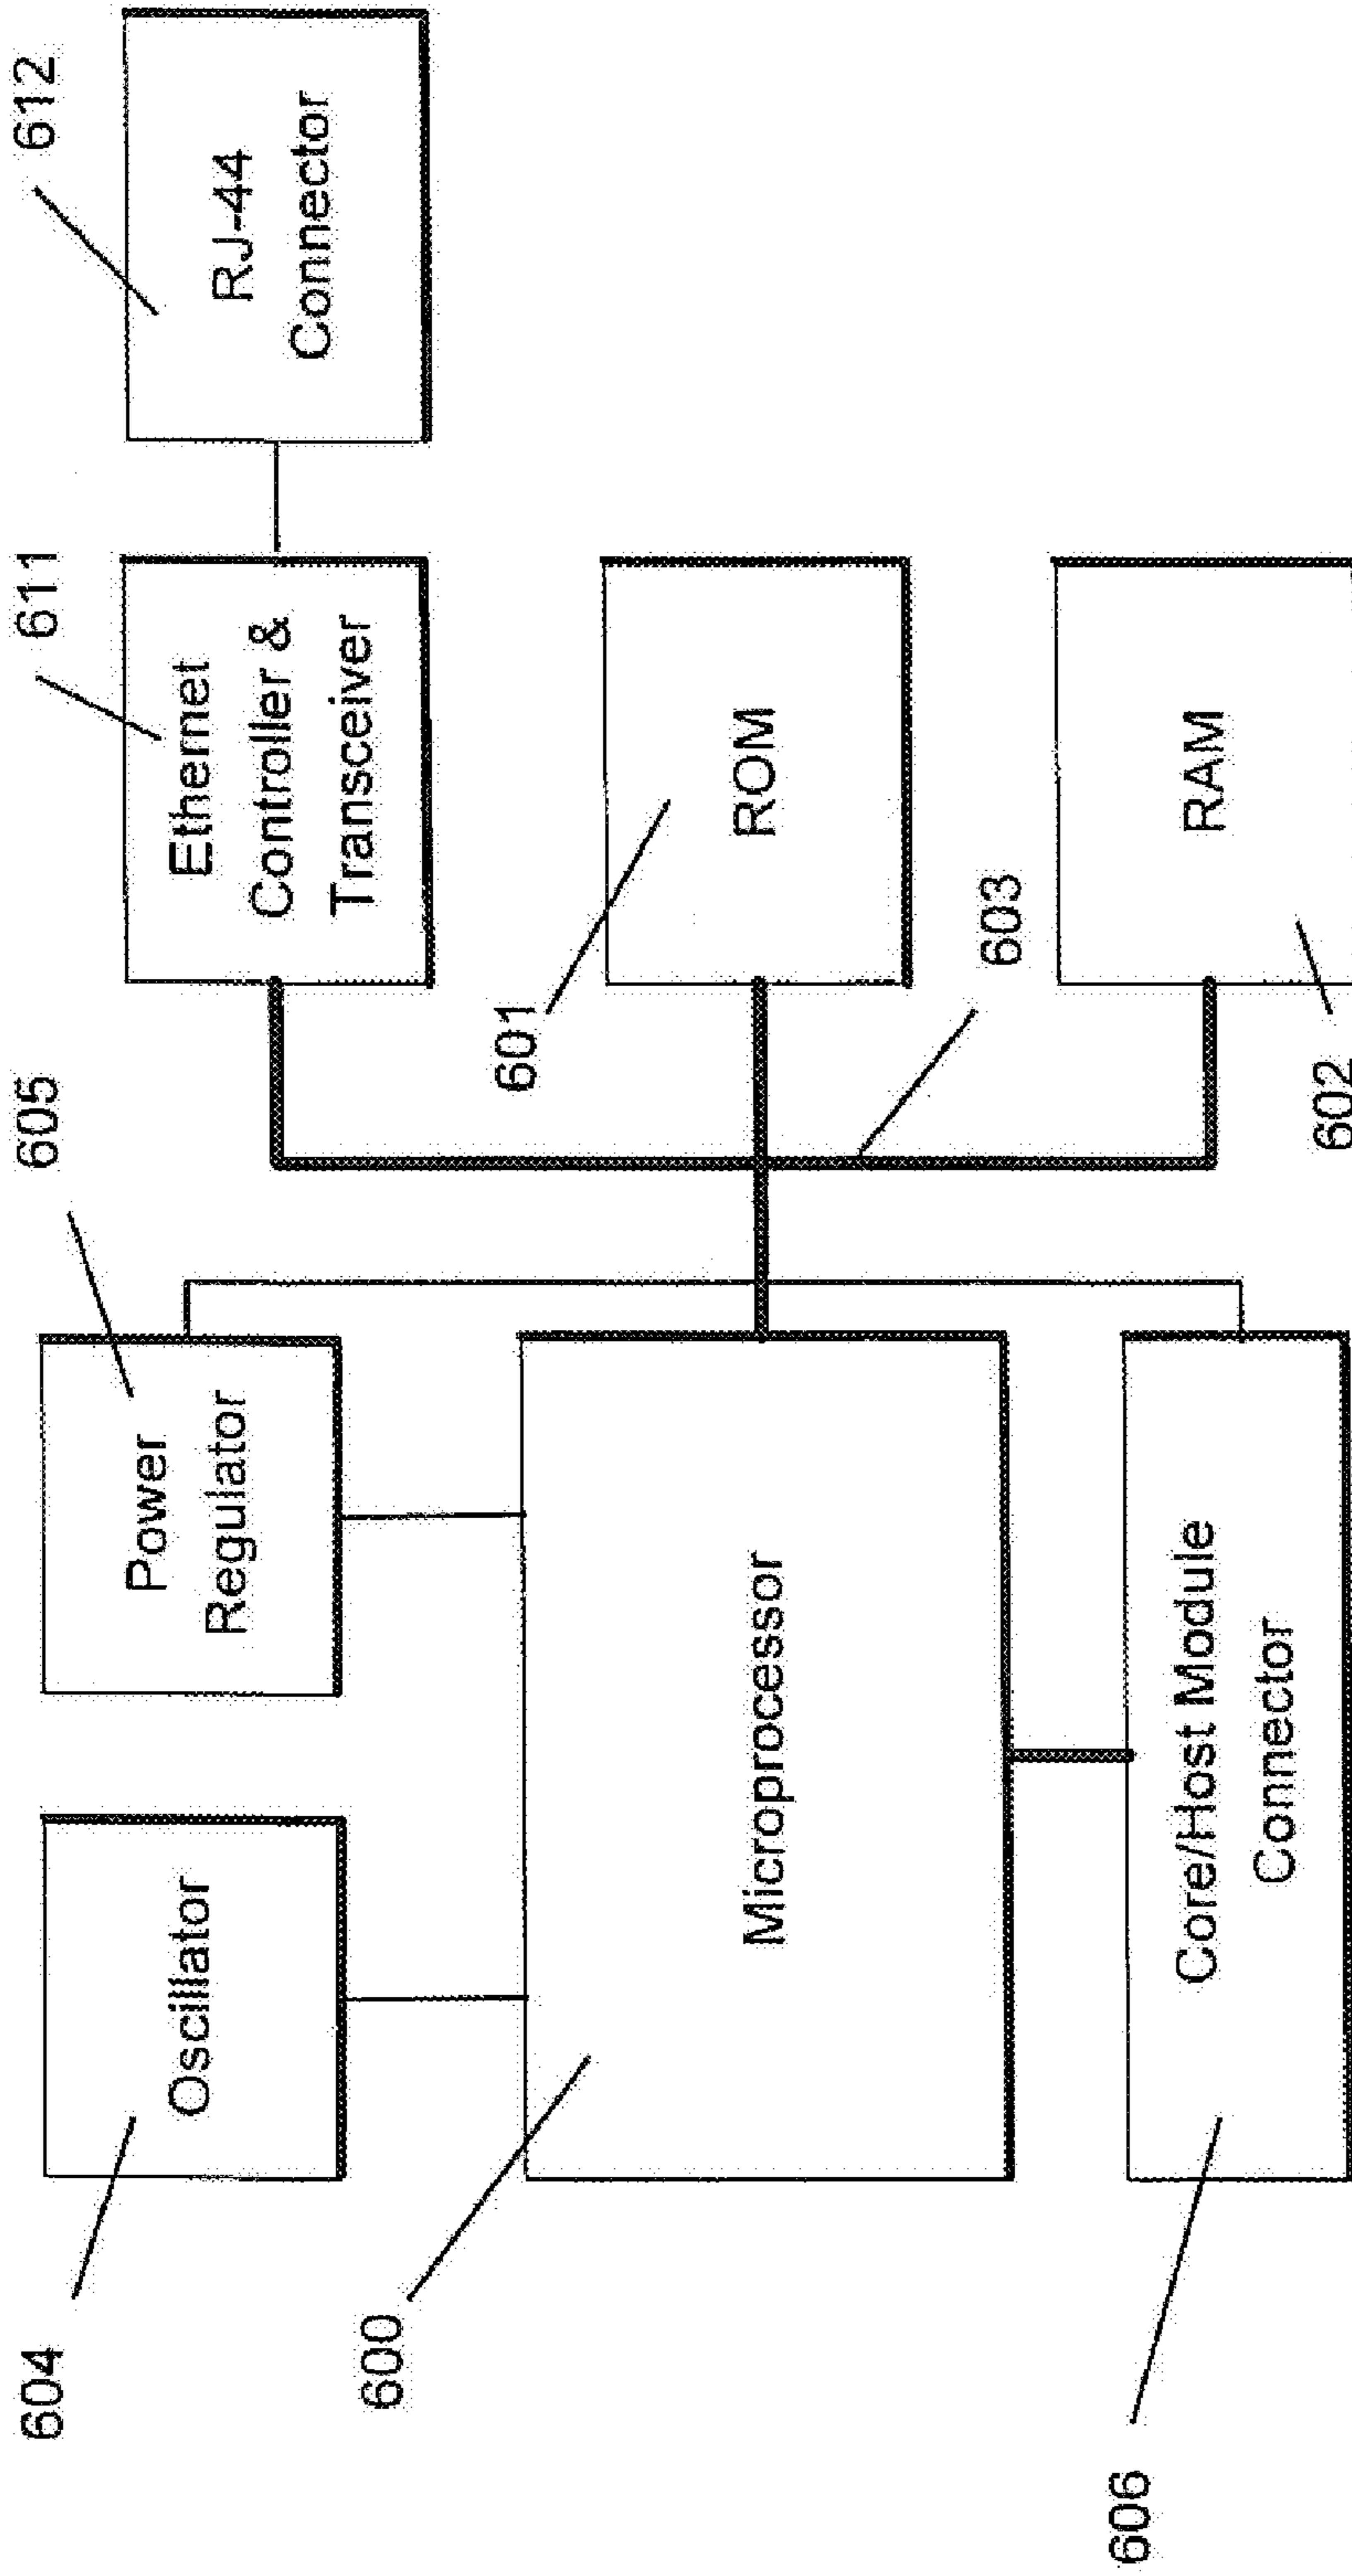 604
Oscillator
605
Power
Regulator
611
Ethernet
Controller &
Transceiver
612
RJ-44
Connector
600
Microprocessor
601
ROM
603
606
Core/Host Module
Connector
602
RAM